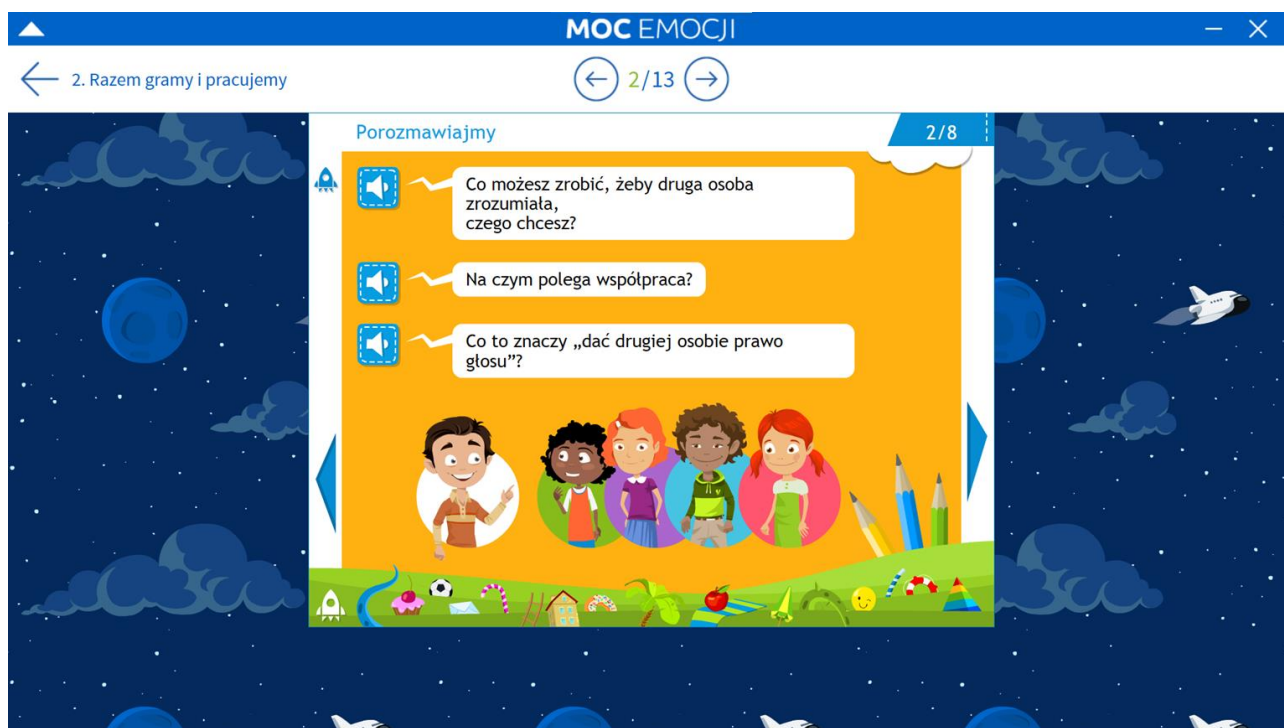 MOC EMOCJI
2. Razem gramy i pracujemy
2/13
Porozmawiajmy
2/8
Co możesz zrobić, żeby druga osoba
zrozumiała,
czego chcesz?
Na czym polega współpraca?
Co to znaczy „dać drugiej osobie prawo
głosu”?